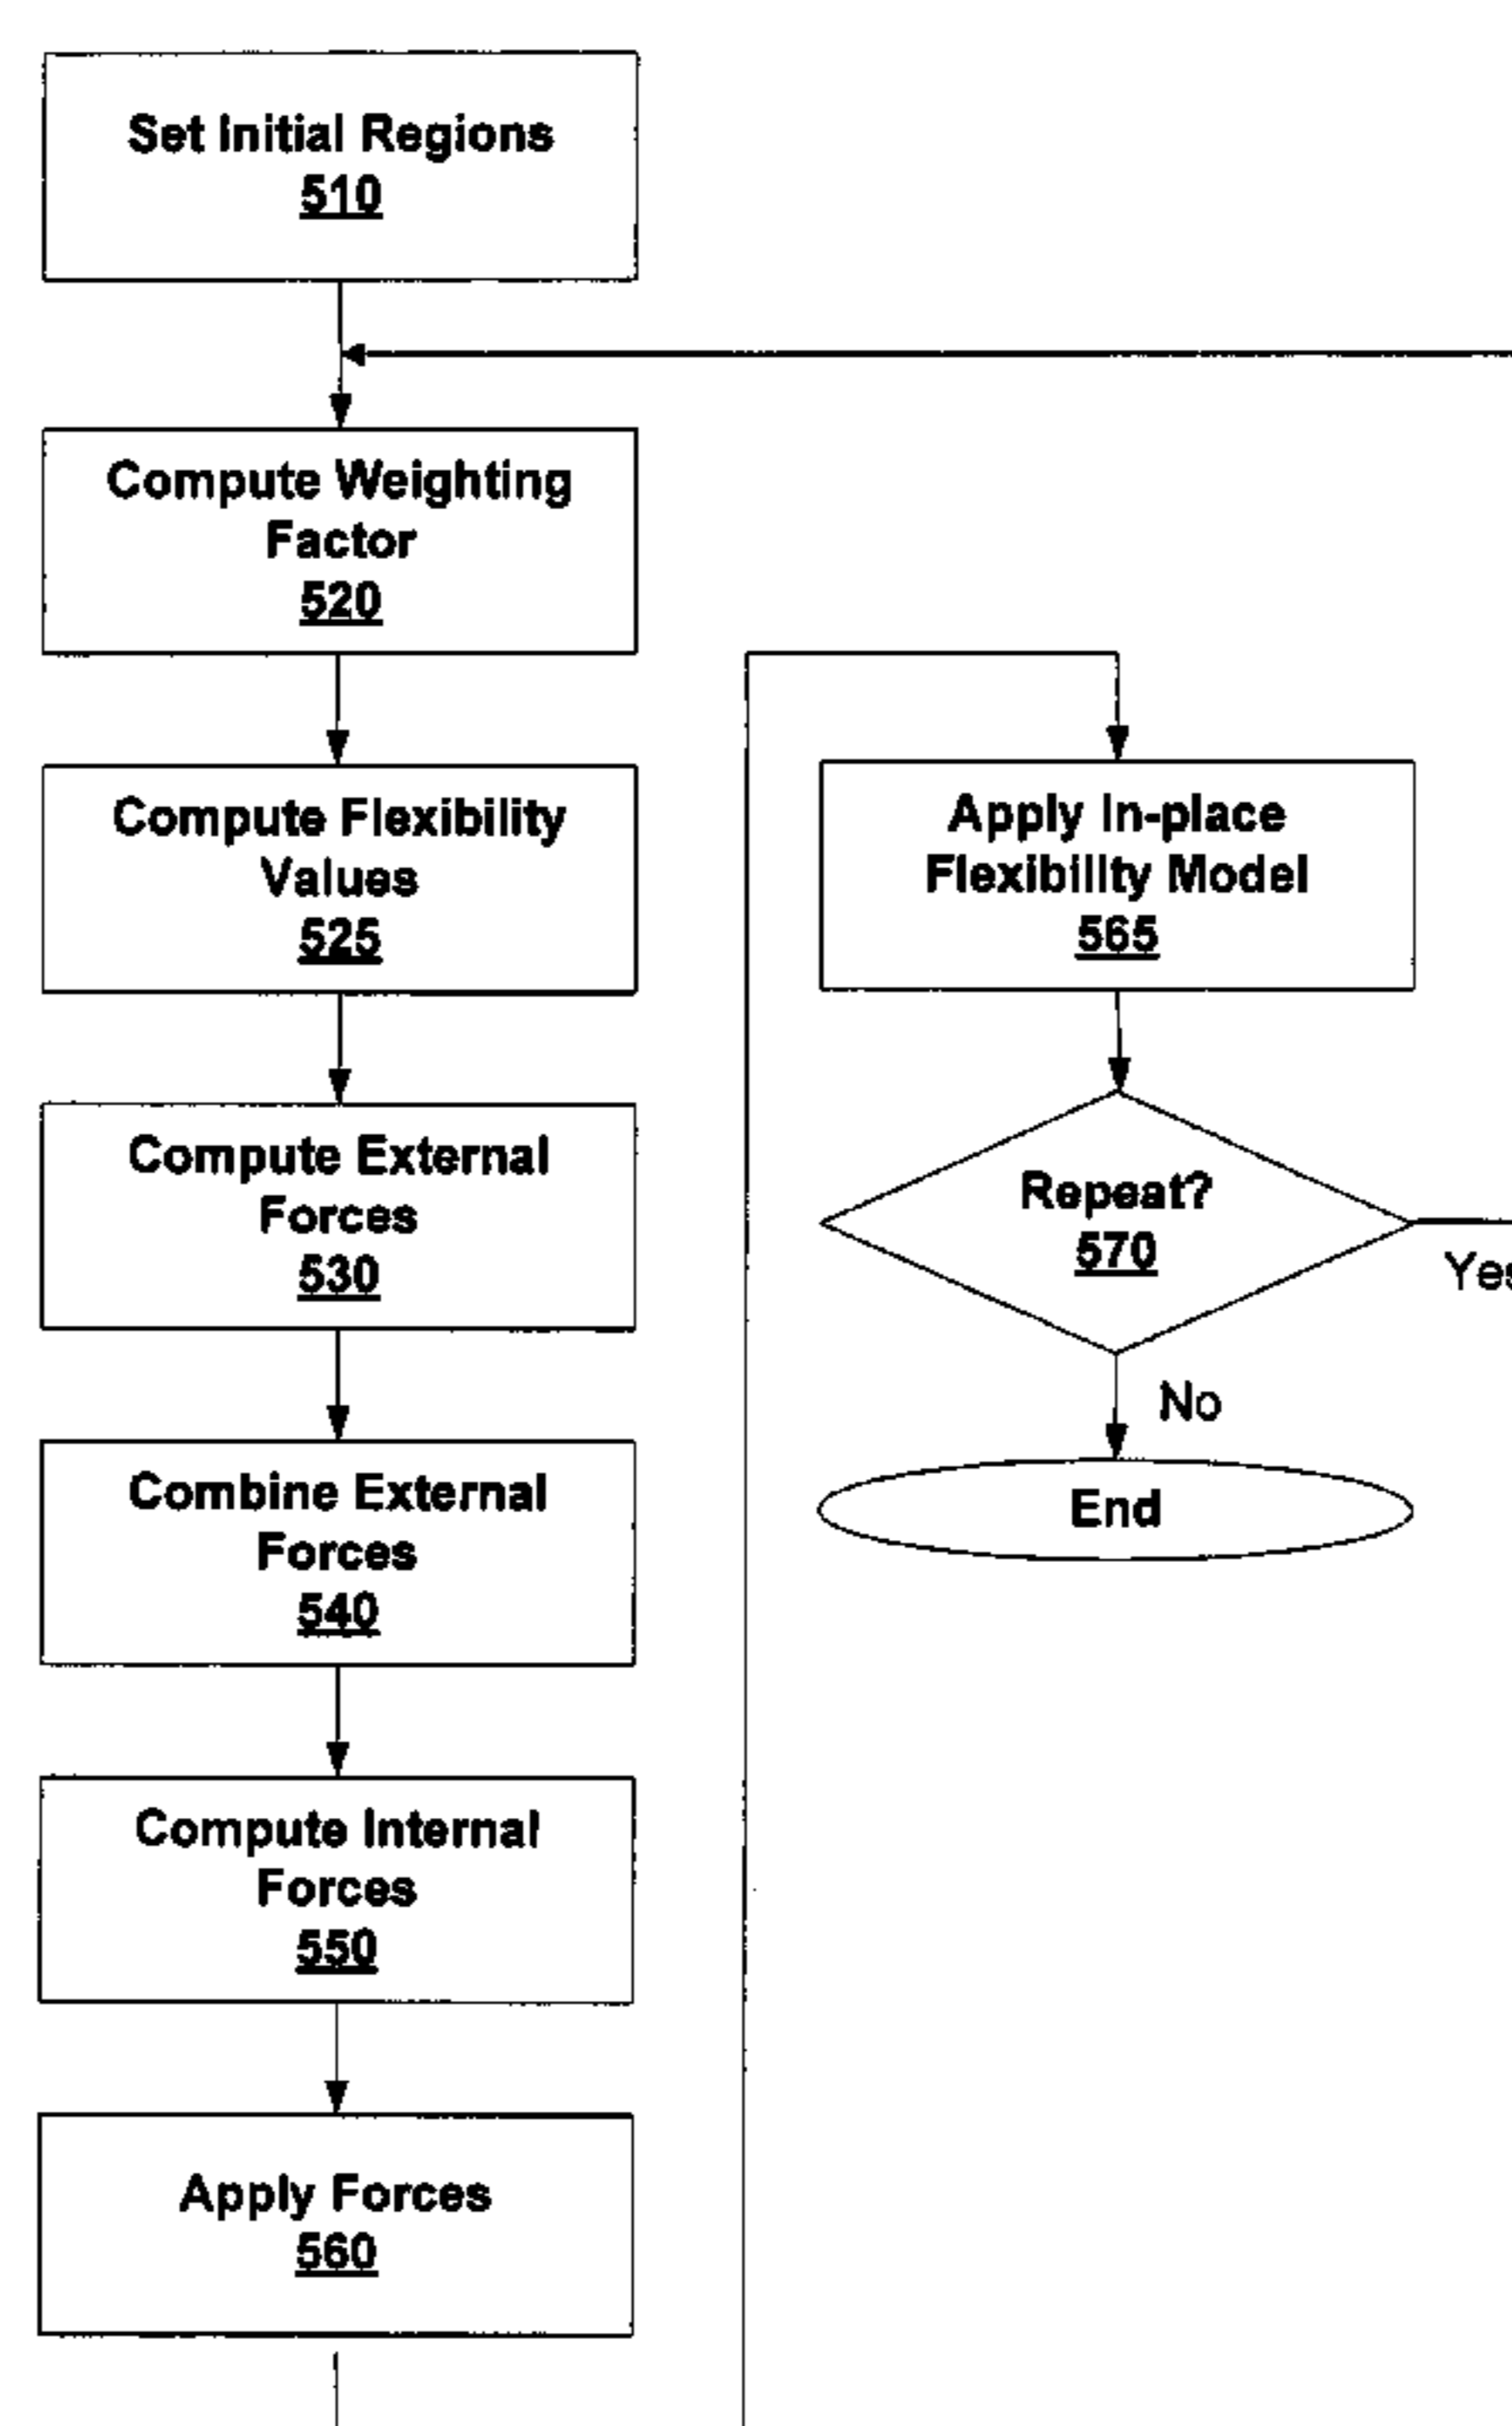 Set Initial Regions
510
Compute Weighting
Factor
520
Compute Flexibility
Values
525
Compute External
Forces
530
Combine External
Forces
540
Compute Internal
Forces
550
Apply Forces
560
Apply In-place
Flexibility Model
565
Repeat?
570
Yes
No
End